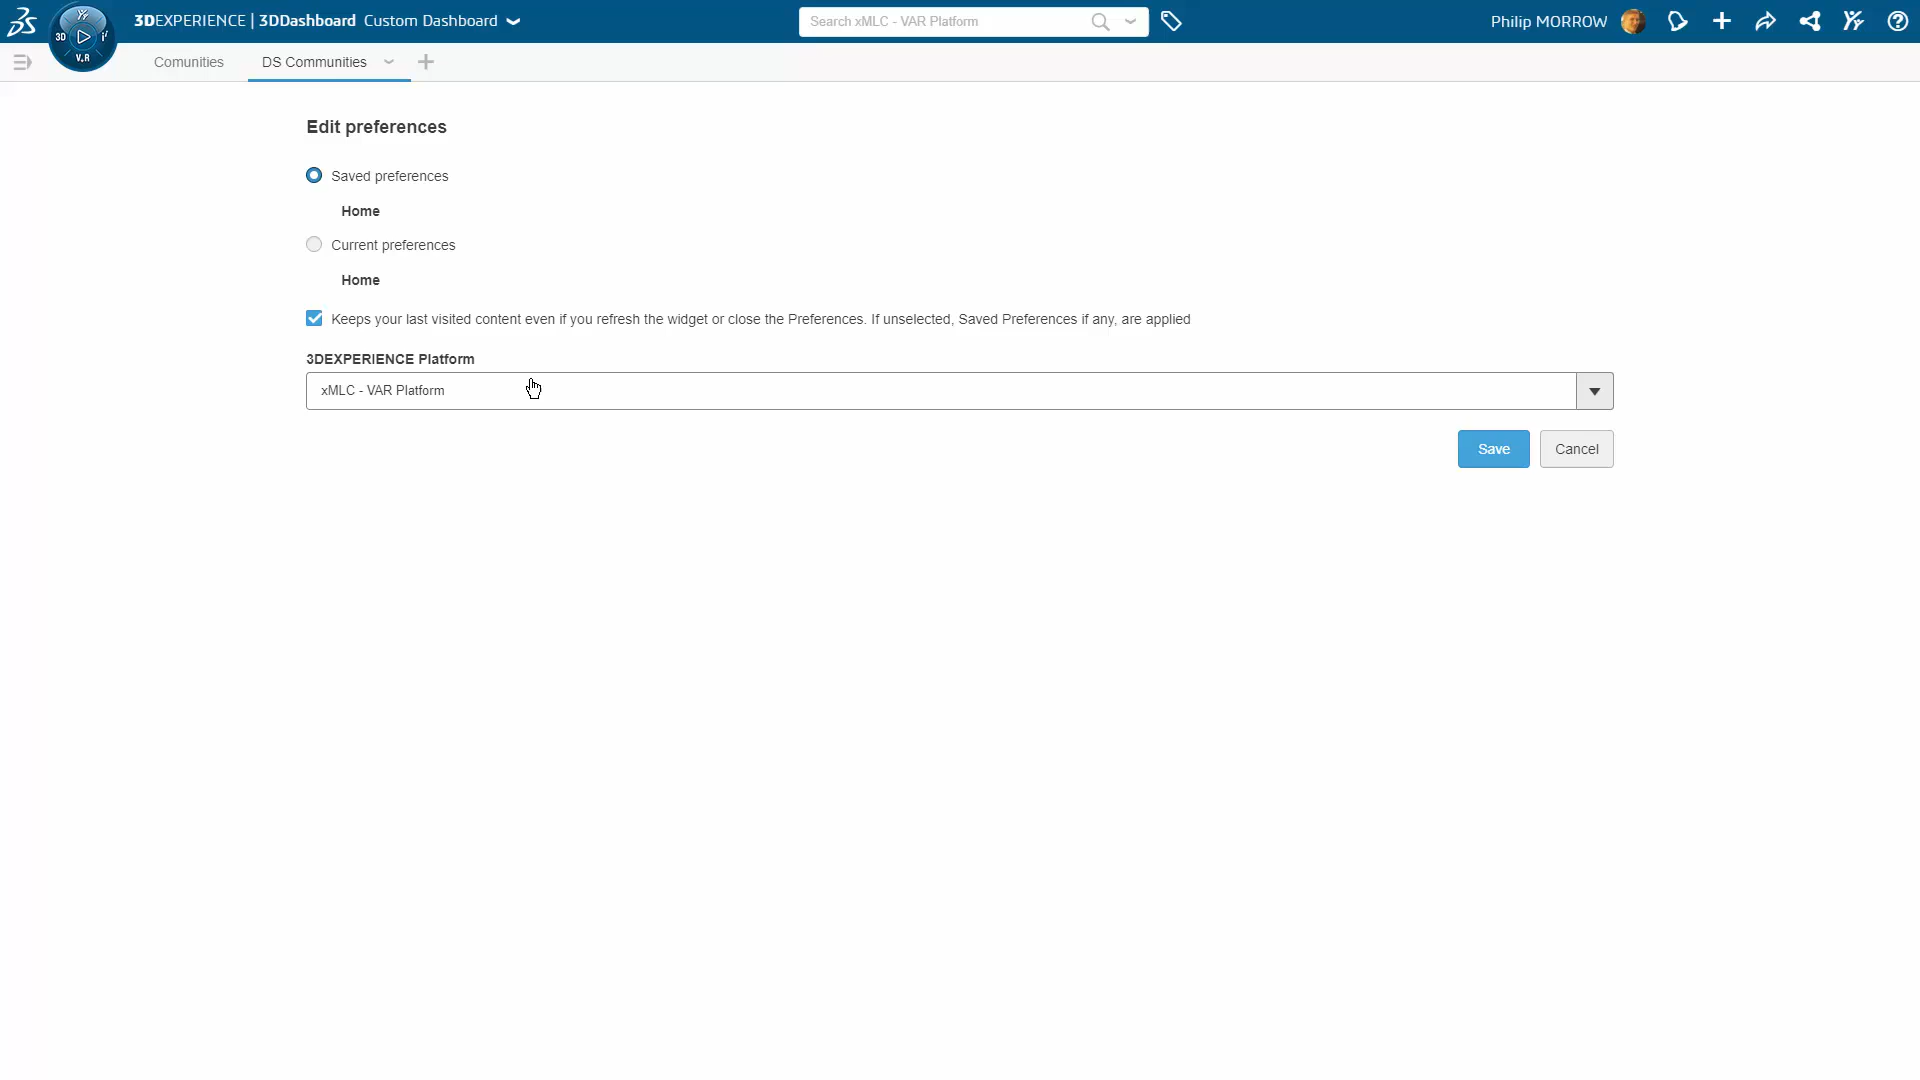 3DEXPERIENCE | 3DDashboard Custom Dashboard
Search xMLC - VAR Platform
Philip MORROW
3D
V.R
Comunities
DS Communities
Edit preferences
Saved preferences
Home
Current preferences
Home
Keeps your last visited content even if you refresh the widget or close the Preferences. If unselected, Saved Preferences if any, are applied
3DEXPERIENCE Platform
xMLC - VAR Platform
Save
Cancel